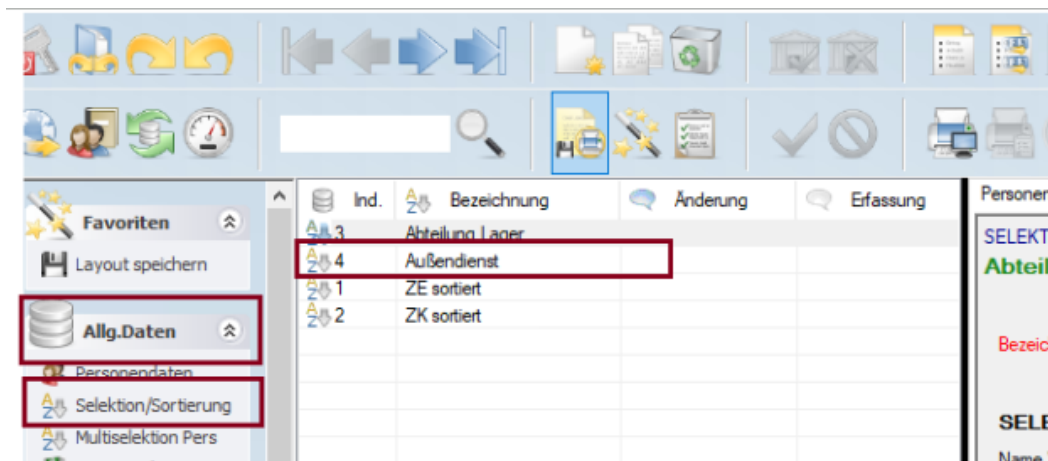 Ind. Bezeichnung Änderung Erfassung
3 Abteilung Lager
4 Außendienst
1 ZE sortiert
2 ZK sortiert
Favoriten
Layout speichern
Allg.Daten
Personendaten
Selektion/Sortierung
Multiselektion Pers
Personen
SELEKT
Abteil
Bezeic
SELE
Name